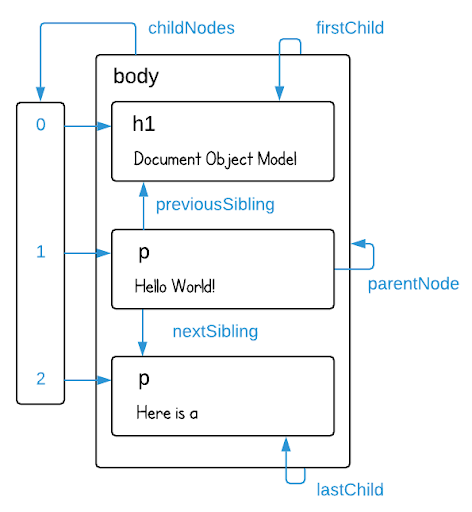 childNodes
firstChild
body
0
h1
Document Object Model
previousSibling
1
p
Hello World!
parentNode
nextSibling
2
p
Here is a
lastChild